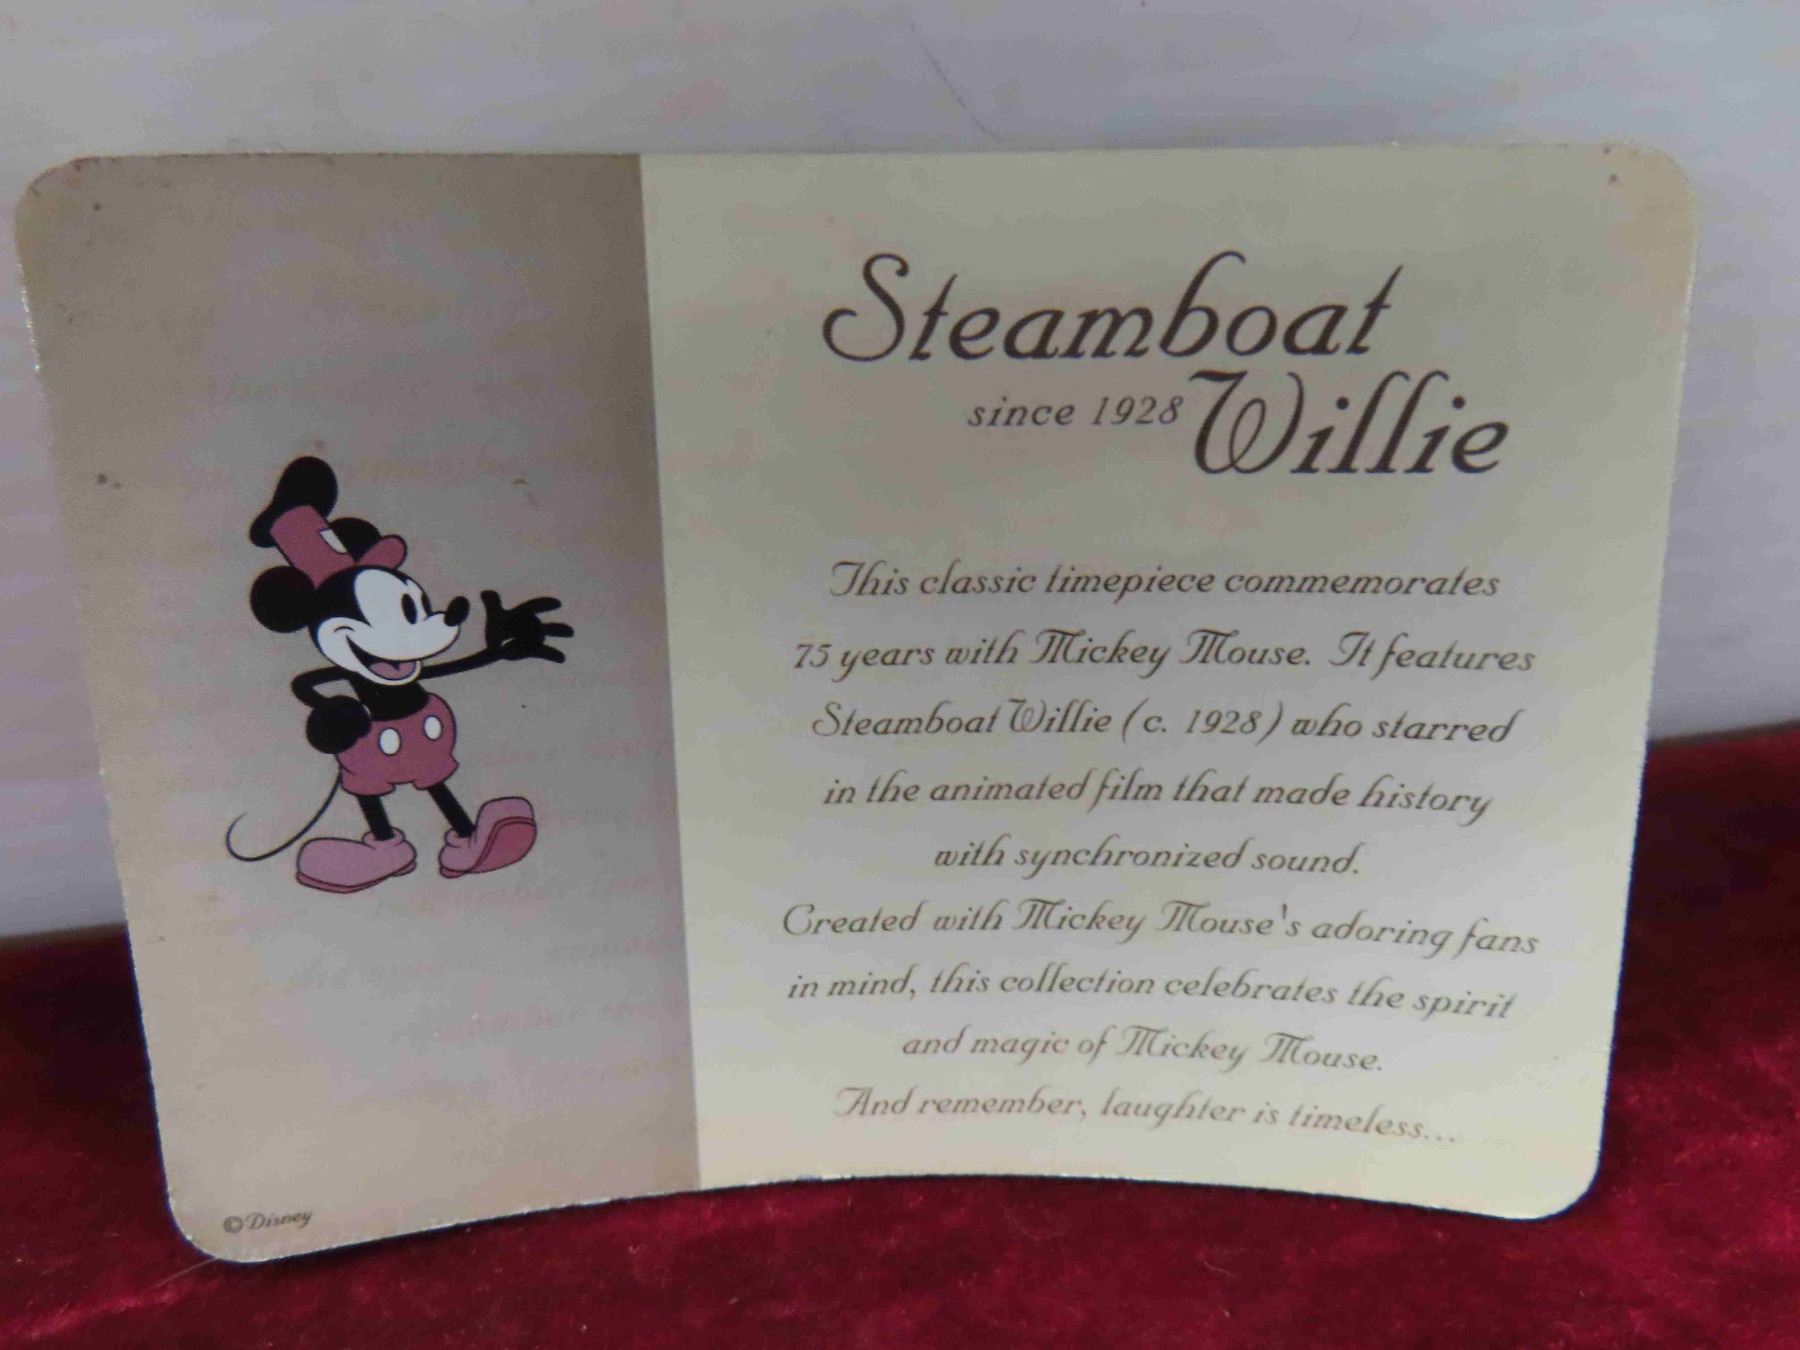 Steamboat
since 1928 Willie
This classic timepiece commemorates
75 years with Mickey Mouse. It features
Steamboat Willie (c. 1928) who starred
in the animated film that made history
with synchronized sound.
Created with Mickey Mouse's adoring fans
in mind, this collection celebrates the spirit
and magic of Mickey Mouse.
And remember, laughter is timeless...
©Disney